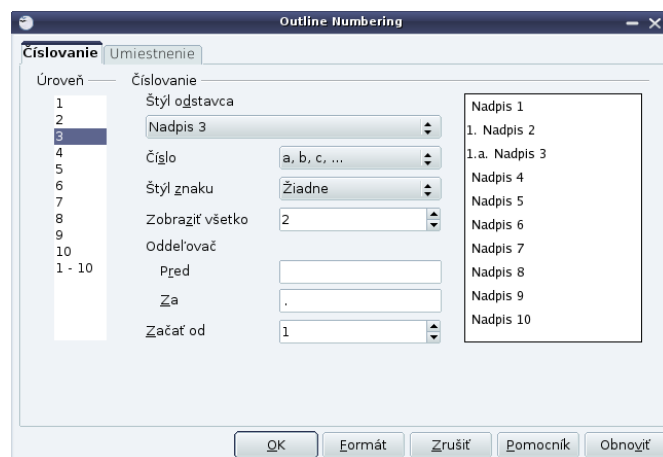 Outline Numbering
Číslovanie Umiestnenie
Úroveň
1
2
3
4
5
6
7
8
9
10
1 - 10
Číslovanie
Štýl odstavca
Nadpis 3
Číslo a, b, c, ...
Štýl znaku Žiadne
Zobraziť všetko 2
Oddeľovač
Pred
Za .
Začať od 1
Nadpis 1
1. Nadpis 2
1.a. Nadpis 3
Nadpis 4
Nadpis 5
Nadpis 6
Nadpis 7
Nadpis 8
Nadpis 9
Nadpis 10
OK Formát Zrušiť Pomocník Obnoviť